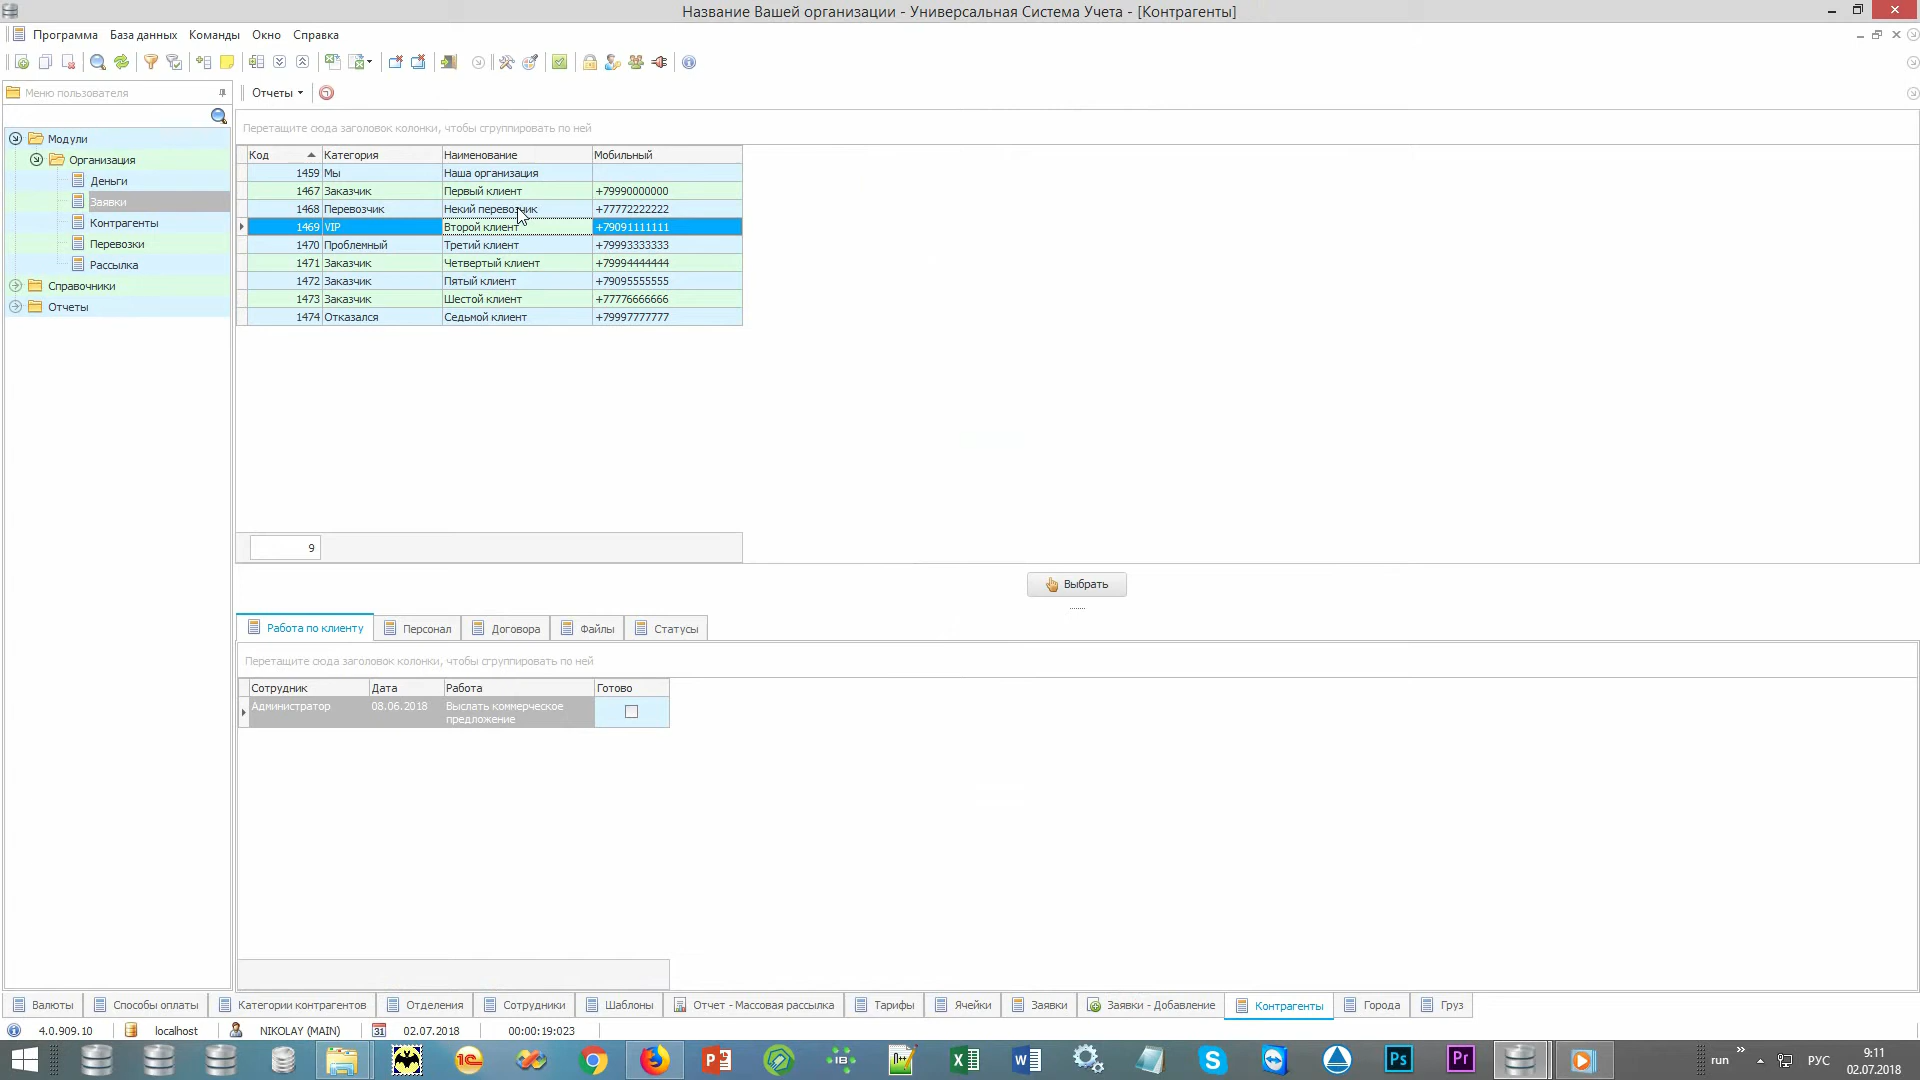 Название Вашей организации - Универсальная Система Учета - [Контрагенты]
Программа База данных Команды Окно Справка
Меню пользователя
Отчеты
Модули
Организация
Деньги
Заявки
Контрагенты
Перевозки
Рассылка
Справочники
Отчеты
Перетащите сюда заголовок колонки, чтобы сгруппировать по ней
Код Категория Наименование Мобильный
1459 Мы Наша организация
1467 Заказчик Первый клиент +79990000000
1468 Перевозчик Некий перевозчик +77772222222
1469 VIP Второй клиент +79091111111
1470 Проблемный Третий клиент +79993333333
1471 Заказчик Четвертый клиент +79994444444
1472 Заказчик Пятый клиент +79095555555
1473 Заказчик Шестой клиент +77776666666
1474 Отказался Седьмой клиент +79997777777
9
Выбрать
Работа по клиенту Персонал Договора Файлы Статусы
Перетащите сюда заголовок колонки, чтобы сгруппировать по ней
Сотрудник Дата Работа Готово
Администратор 08.06.2018 Выслать коммерческое
предложение
Валюты Способы оплаты Категории контрагентов Отделения Сотрудники Шаблоны Отчет - Массовая рассылка Тарифы Ячейки Заявки Заявки - Добавление Контрагенты Города Груз
4.0.909.10 localhost NIKOLAY (MAIN) 31 02.07.2018 00:00:19:023
run РУС 9:11
02.07.2018